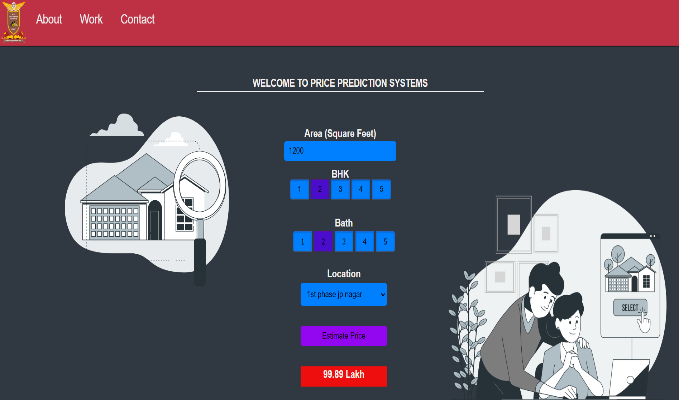 About Work Contact
WELCOME TO PRICE PREDICTION SYSTEMS
Area (Square Feet)
1200
BHK
1 2 3 4 5
Bath
1 2 3 4 5
Location
1st phase jp nagar
Estimate Price
99.89 Lakh
SELECT